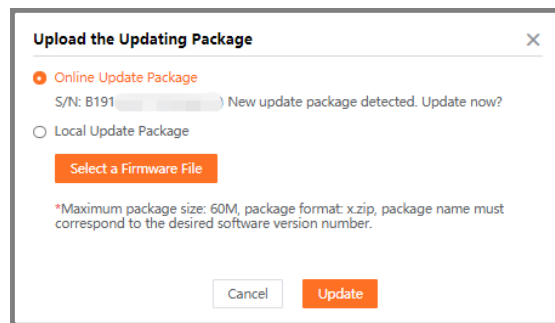 Upload the Updating Package
Online Update Package
S/N: B191 ) New update package detected. Update now?
Local Update Package
Select a Firmware File
*Maximum package size: 60M, package format: x.zip, package name must
correspond to the desired software version number.
Cancel
Update